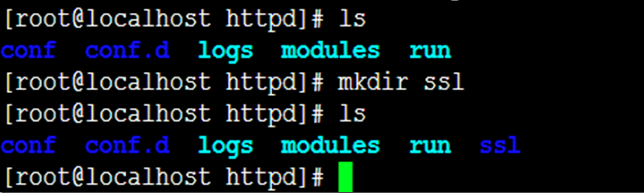 [root@localhost httpd]# ls
conf  conf.d  logs  modules  run
[root@localhost httpd]# mkdir ssl
[root@localhost httpd]# ls
conf  conf.d  logs  modules  run  ssl
[root@localhost httpd]#